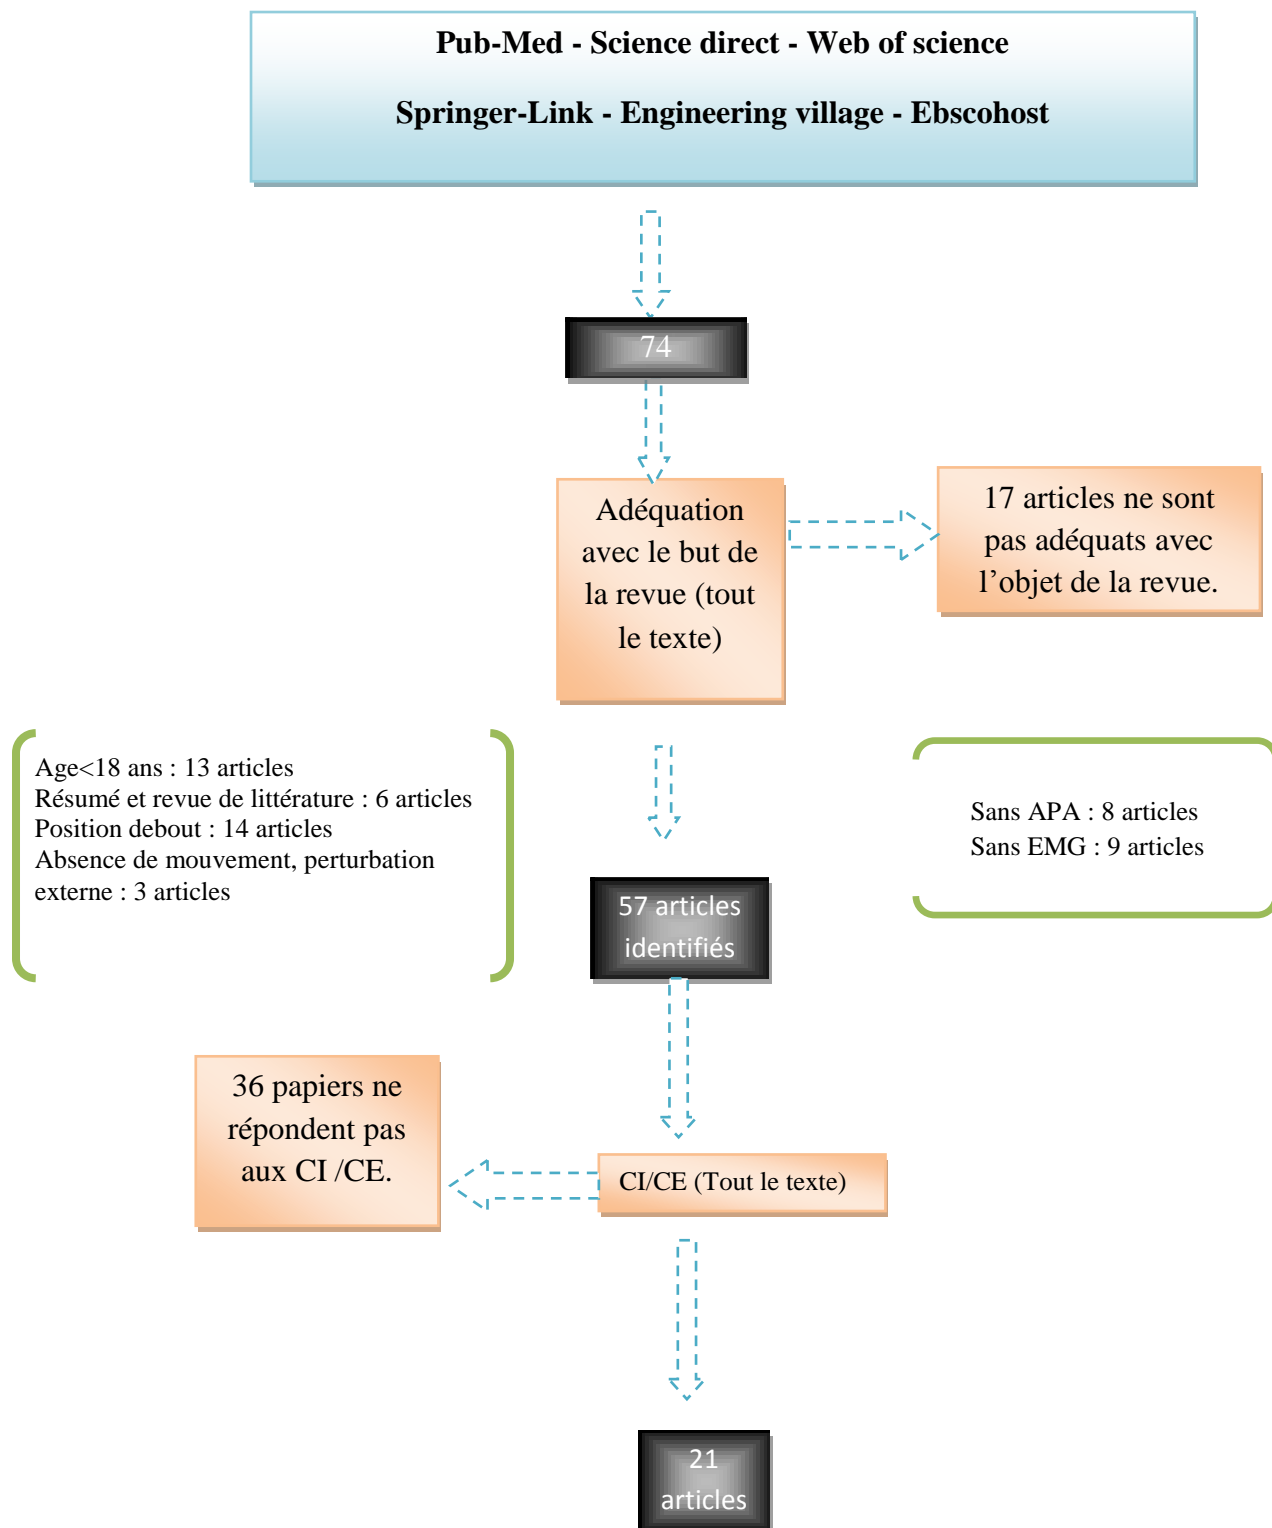 Pub-Med - Science direct - Web of science
Springer-Link - Engineering village - Ebscohost
74
Adéquation
avec le but de
la revue (tout
le texte)
17 articles ne sont
pas adéquats avec
l’objet de la revue.
Age<18 ans : 13 articles
Résumé et revue de littérature : 6 articles
Position debout : 14 articles
Absence de mouvement, perturbation
externe : 3 articles
Sans APA : 8 articles
Sans EMG : 9 articles
57 articles
identifiés
36 papiers ne
répondent pas
aux CI /CE.
CI/CE (Tout le texte)
21
articles